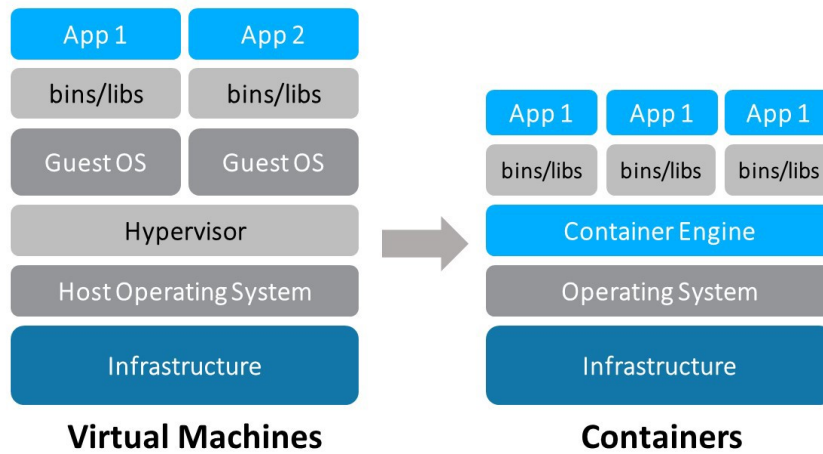 App 1 App 2
bins/libs bins/libs
Guest OS Guest OS
Hypervisor
Host Operating System
Infrastructure
Virtual Machines
App 1 App 1 App 1
bins/libs bins/libs bins/libs
Container Engine
Operating System
Infrastructure
Containers